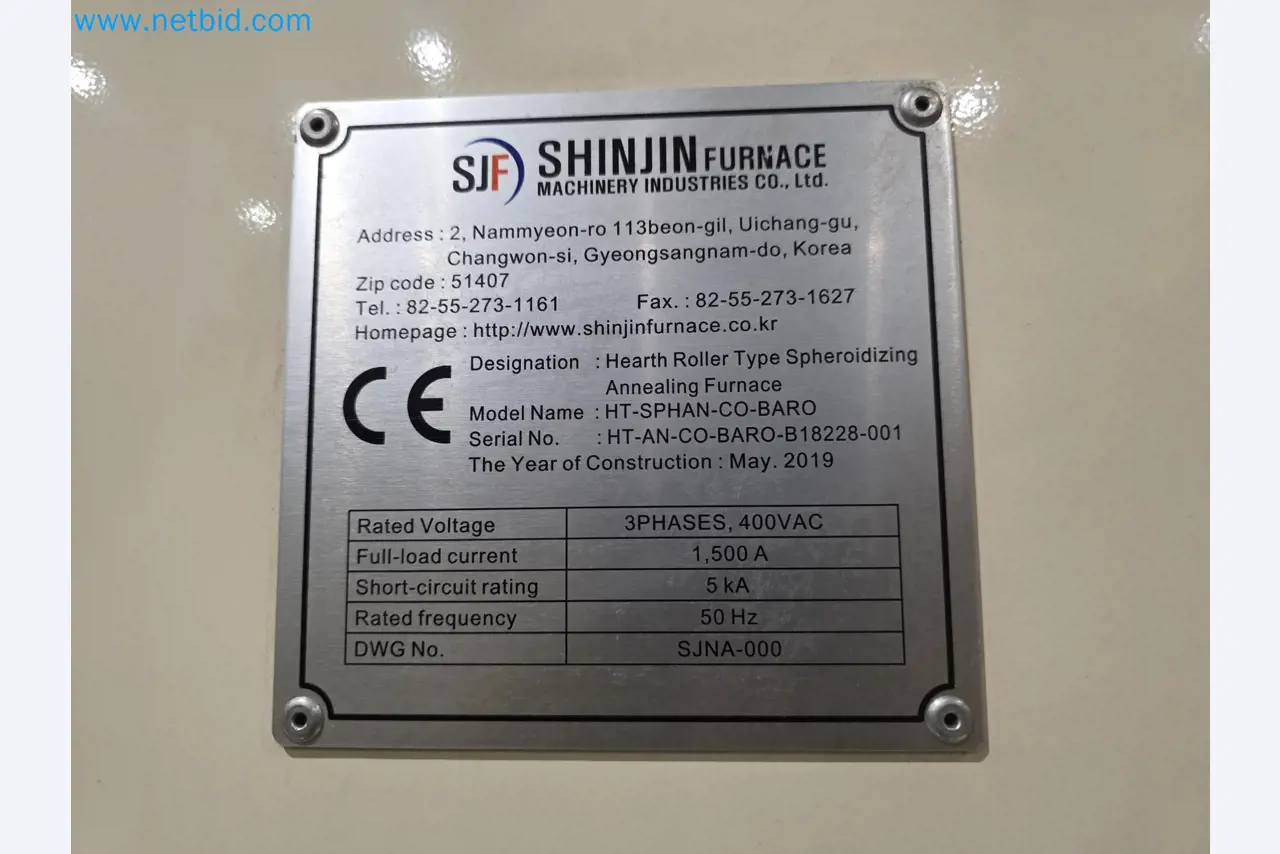 www.netbid.com
SJF SHINJIN FURNACE
MACHINERY INDUSTRIES CO., Ltd.
Address : 2, Nammyeon-ro 113beon-gil, Uichang-gu,
Changwon-si, Gyeongsangnam-do, Korea
Zip code : 51407
Tel. : 82-55-273-1161 Fax. : 82-55-273-1627
Homepage : http://www.shinjinfurnace.co.kr
CE
Designation : Hearth Roller Type Spheroidizing
Annealing Furnace
Model Name : HT-SPHAN-CO-BARO
Serial No. : HT-AN-CO-BARO-B18228-001
The Year of Construction : May. 2019
Rated Voltage 3PHASES, 400VAC
Full-load current 1,500 A
Short-circuit rating 5 kA
Rated frequency 50 Hz
DWG No. SJNA-000